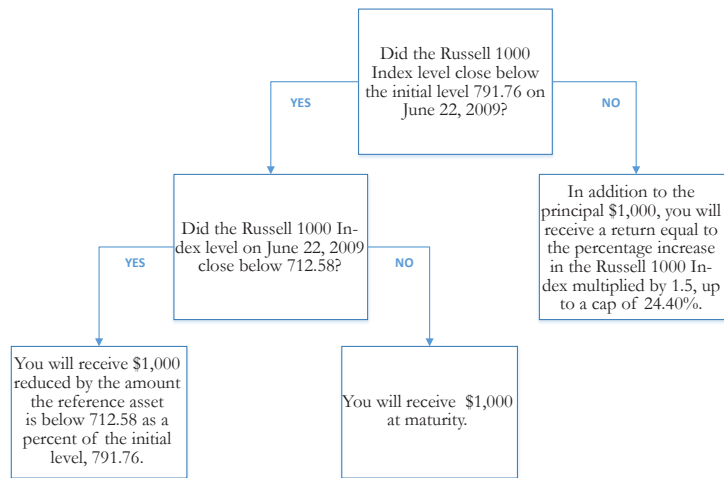 Did the Russell 1000
Index level close below
the initial level 791.76 on
June 22, 2009?
YES
NO
Did the Russell 1000 In-
dex level on June 22, 2009
close below 712.58?
In addition to the
principal $1,000, you will
receive a return equal to
the percentage increase
in the Russell 1000 In-
dex multiplied by 1.5, up
to a cap of 24.40%.
YES
NO
You will receive $1,000
reduced by the amount
the reference asset
is below 712.58 as a
percent of the initial
level, 791.76.
You will receive $1,000
at maturity.